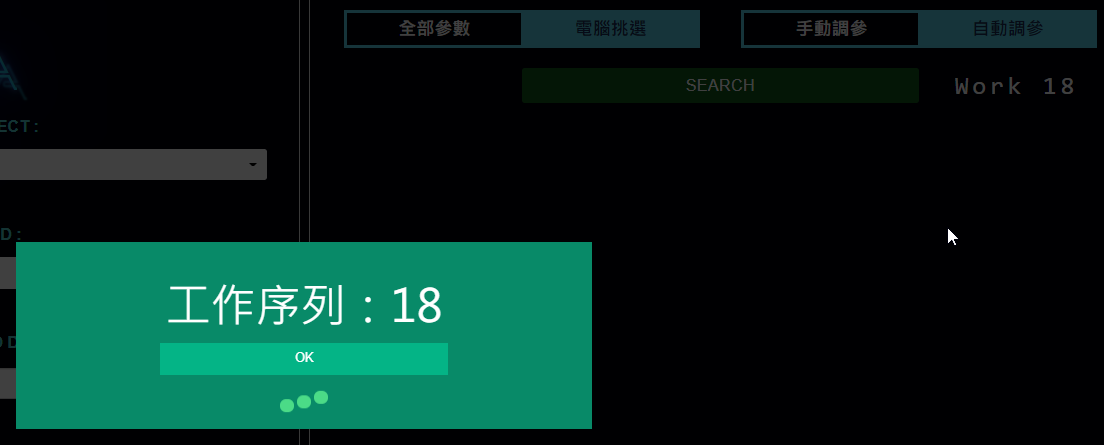 全部參數 電腦挑選 手動調參 自動調參
SEARCH Work 18
ECT:
D:
工作序列：18
OK